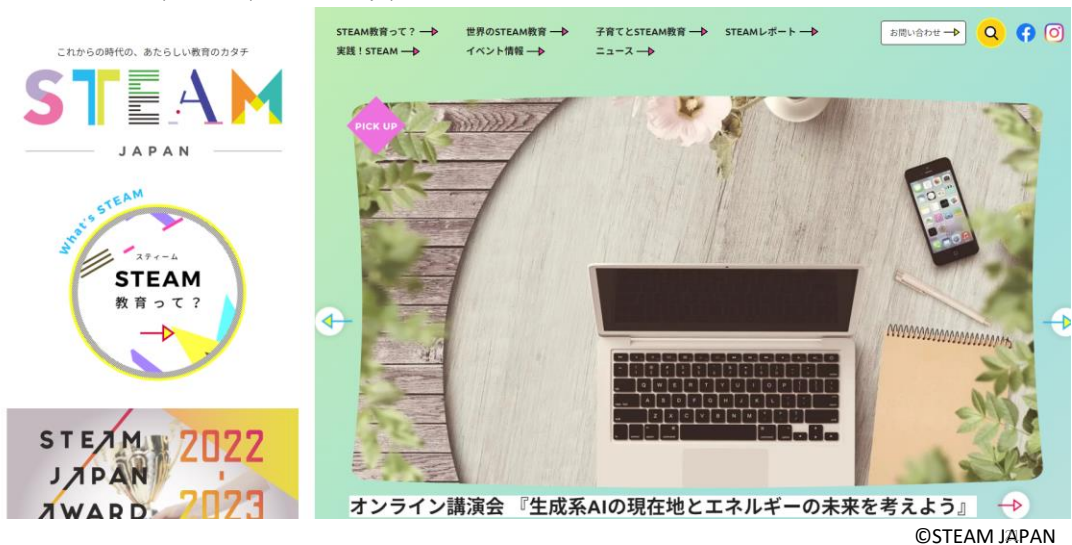 これからの時代の、あたらしい教育のカタチ
STEAM
JAPAN
What's STEAM
スティーム
STEAM
教育って？
STEAM
JAPAN
AWARD
2022
-
2023
STEAM教育って？
世界のSTEAM教育
子育てとSTEAM教育
STEAMレポート
実践！STEAM
イベント情報
ニュース
お問い合わせ
PICK UP
オンライン講演会 『生成系AIの現在地とエネルギーの未来を考えよう』
©STEAM JAPAN